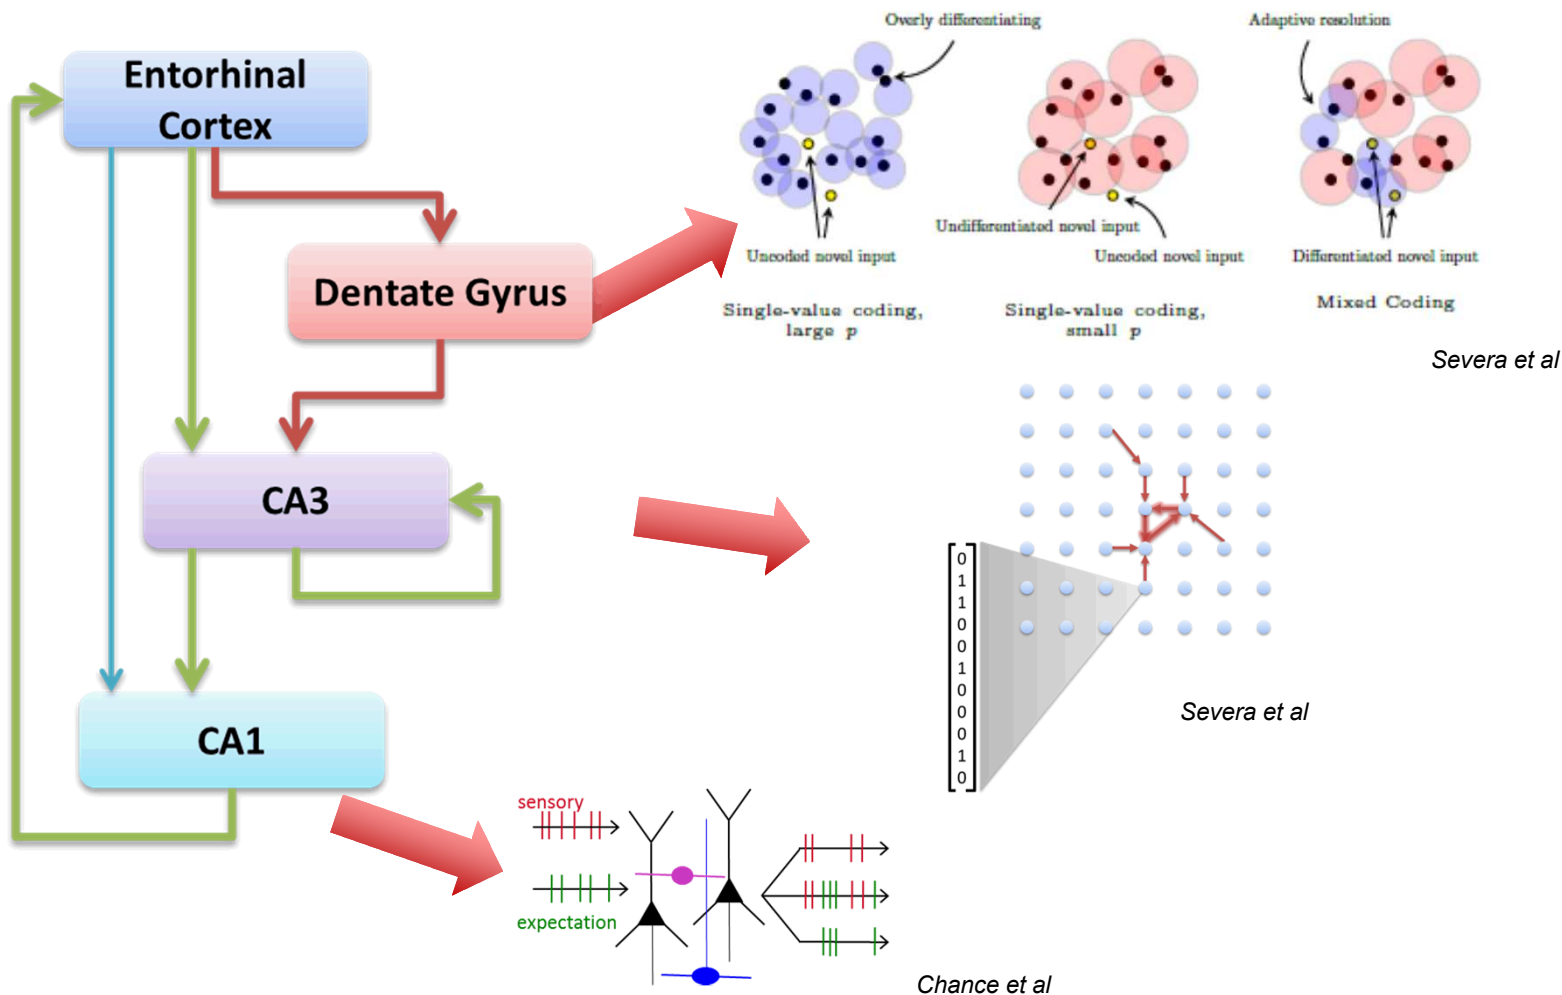 Entorhinal
Cortex
Dentate Gyrus
CA3
CA1
Overly differentiating
Uncoded novel input
Single-value coding,
large p
Undifferentiated novel input
Uncoded novel input
Single-value coding,
small p
Adaptive resolution
Differentiated novel input
Mixed Coding
Severa et al
0
1
1
0
0
1
0
0
0
1
0
Severa et al
sensory
expectation
Chance et al